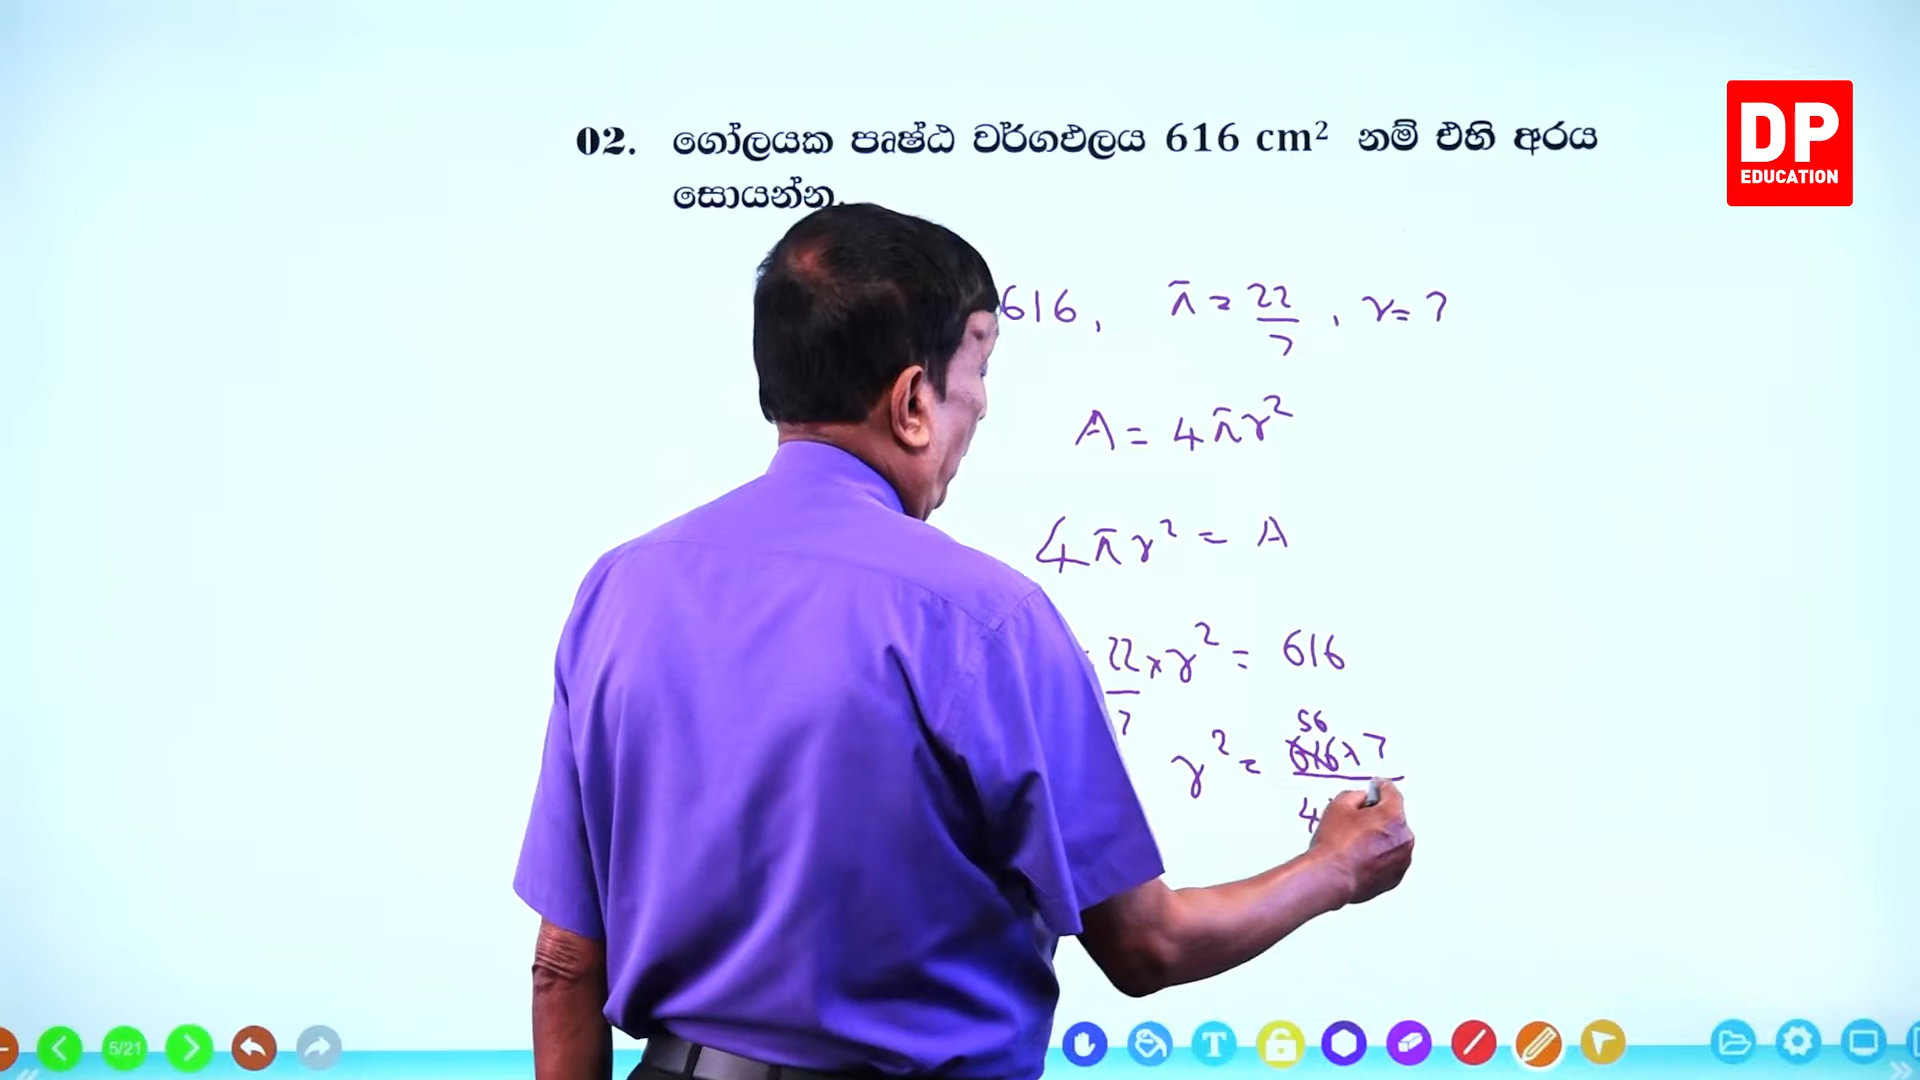 DP
EDUCATION
02. ගෝලයක පෘෂ්ඨ වර්ගඵලය 616 cm² නම් එහි අරය
සොයන්න.
616, π = 22/7, r = ?
A = 4πr²
4πr² = A
22/7 × r² = 616
56
r² = 616 × 7
4
5/21
T